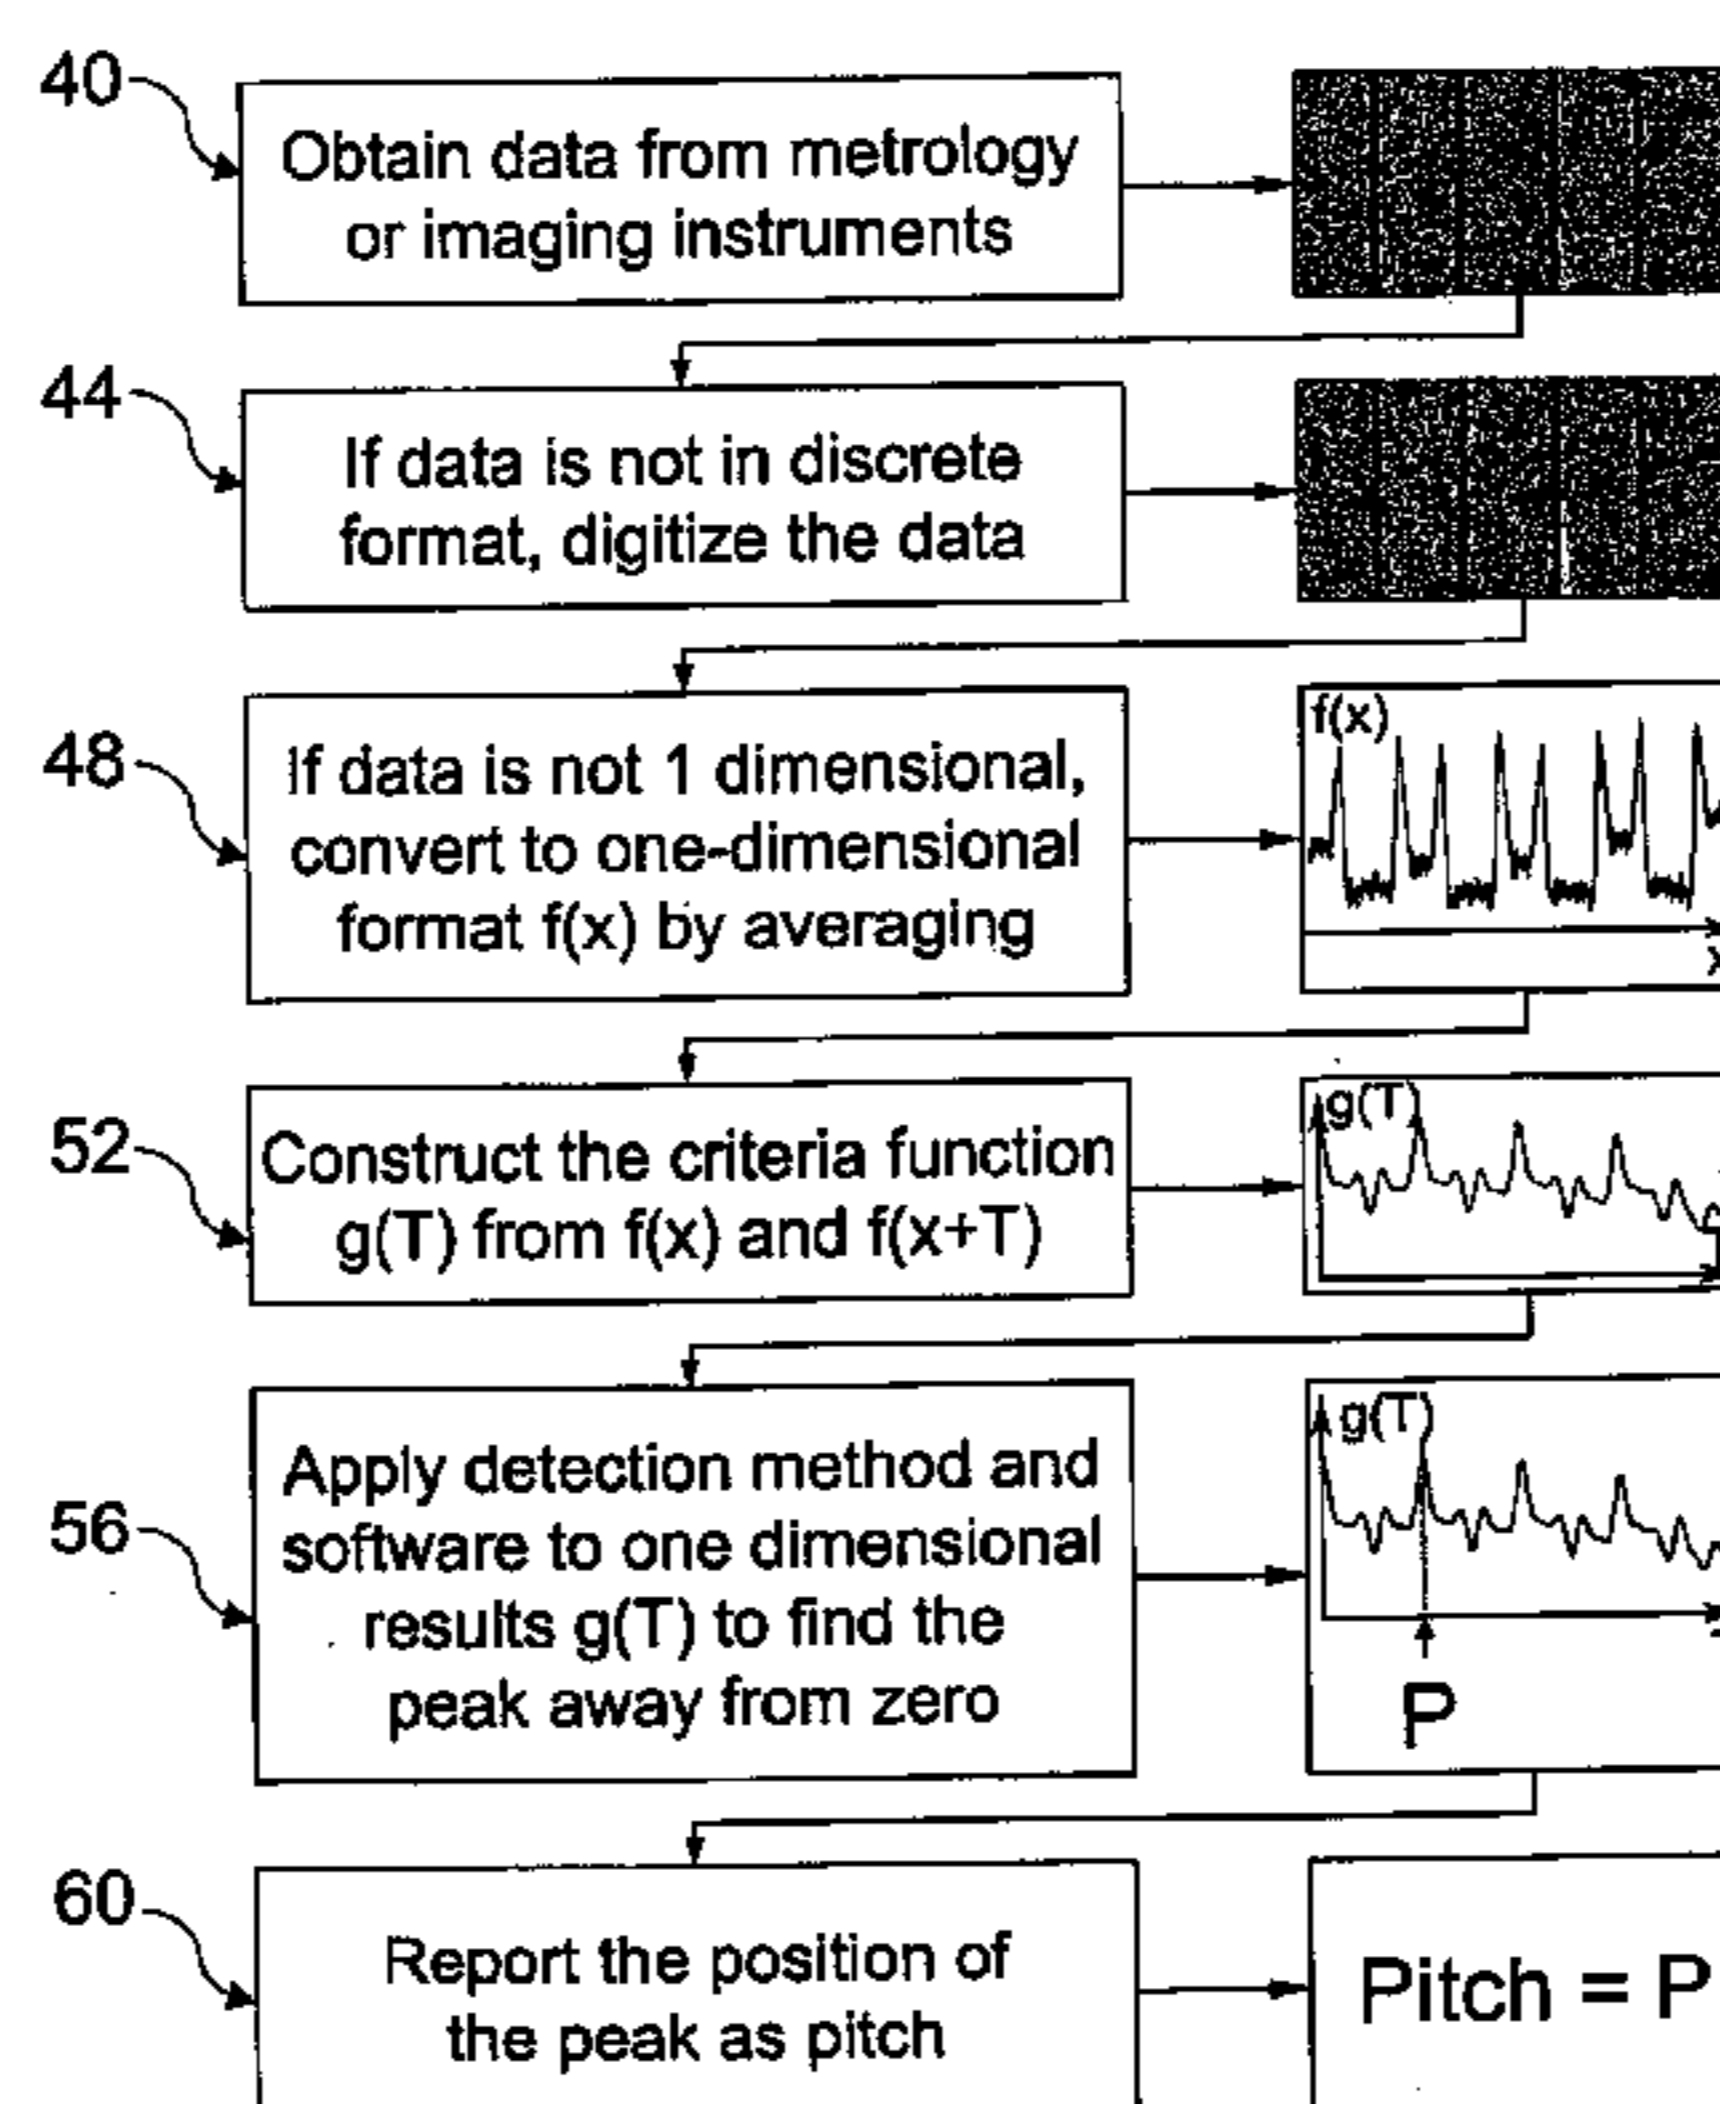 40
Obtain data from metrology
or imaging instruments
44
If data is not in discrete
format, digitize the data
48
If data is not 1 dimensional,
convert to one-dimensional
format f(x) by averaging
f(x)
x
52
Construct the criteria function
g(T) from f(x) and f(x+T)
g(T)
56
Apply detection method and
software to one dimensional
results g(T) to find the
peak away from zero
g(T)
P
60
Report the position of
the peak as pitch
Pitch = P